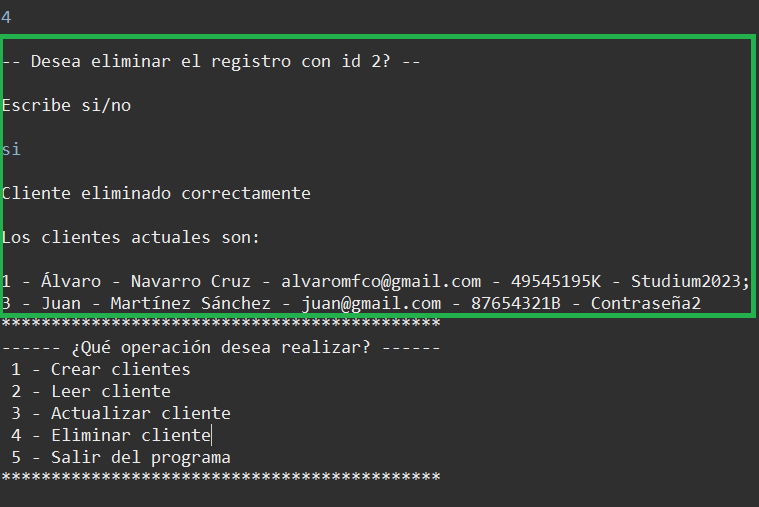 4
-- Desea eliminar el registro con id 2? --
Escribe si/no
si
Cliente eliminado correctamente
Los clientes actuales son:
1 - Álvaro - Navarro Cruz - alvaromfco@gmail.com - 49545195K - Studium2023;
3 - Juan - Martínez Sánchez - juan@gmail.com - 87654321B - Contraseña2
********************************************
------ ¿Qué operación desea realizar? ------
1 - Crear clientes
2 - Leer cliente
3 - Actualizar cliente
4 - Eliminar cliente
5 - Salir del programa
********************************************